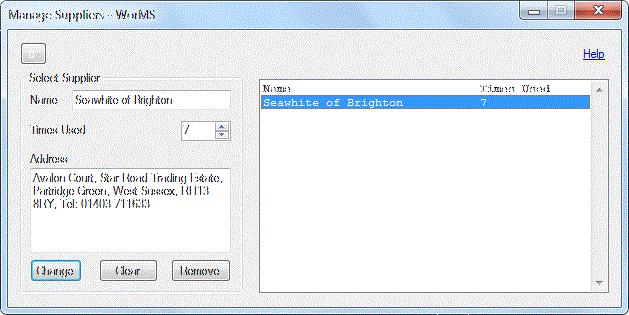 Manage Suppliers - WorMS
Help
Select Supplier
Name Seawhite of Brighton
Times Used 7
Address
Avalon Court, Star Road Trading Estate,
Partridge Green, West Sussex, RH13
8RY, Tel: 01403 711633
Change Clear Remove
Name Times Used
Seawhite of Brighton 7